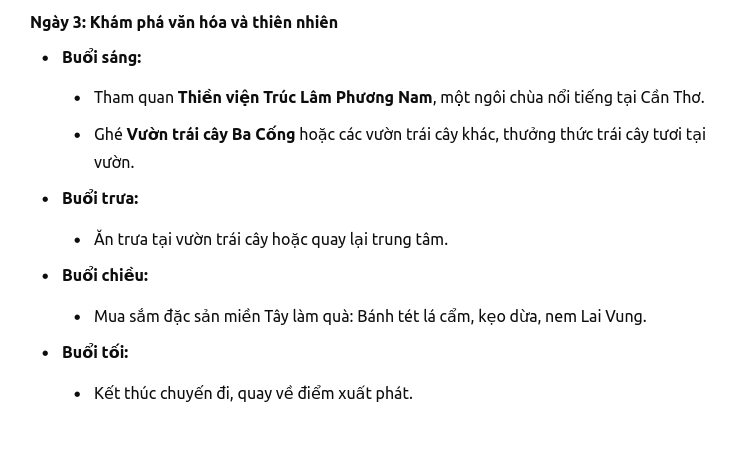 Ngày 3: Khám phá văn hóa và thiên nhiên
Buổi sáng:
Tham quan Thiền viện Trúc Lâm Phương Nam, một ngôi chùa nổi tiếng tại Cần Thơ.
Ghé Vườn trái cây Ba Cống hoặc các vườn trái cây khác, thưởng thức trái cây tươi tại
vườn.
Buổi trưa:
Ăn trưa tại vườn trái cây hoặc quay lại trung tâm.
Buổi chiều:
Mua sắm đặc sản miền Tây làm quà: Bánh tét lá cẩm, kẹo dừa, nem Lai Vung.
Buổi tối:
Kết thúc chuyến đi, quay về điểm xuất phát.